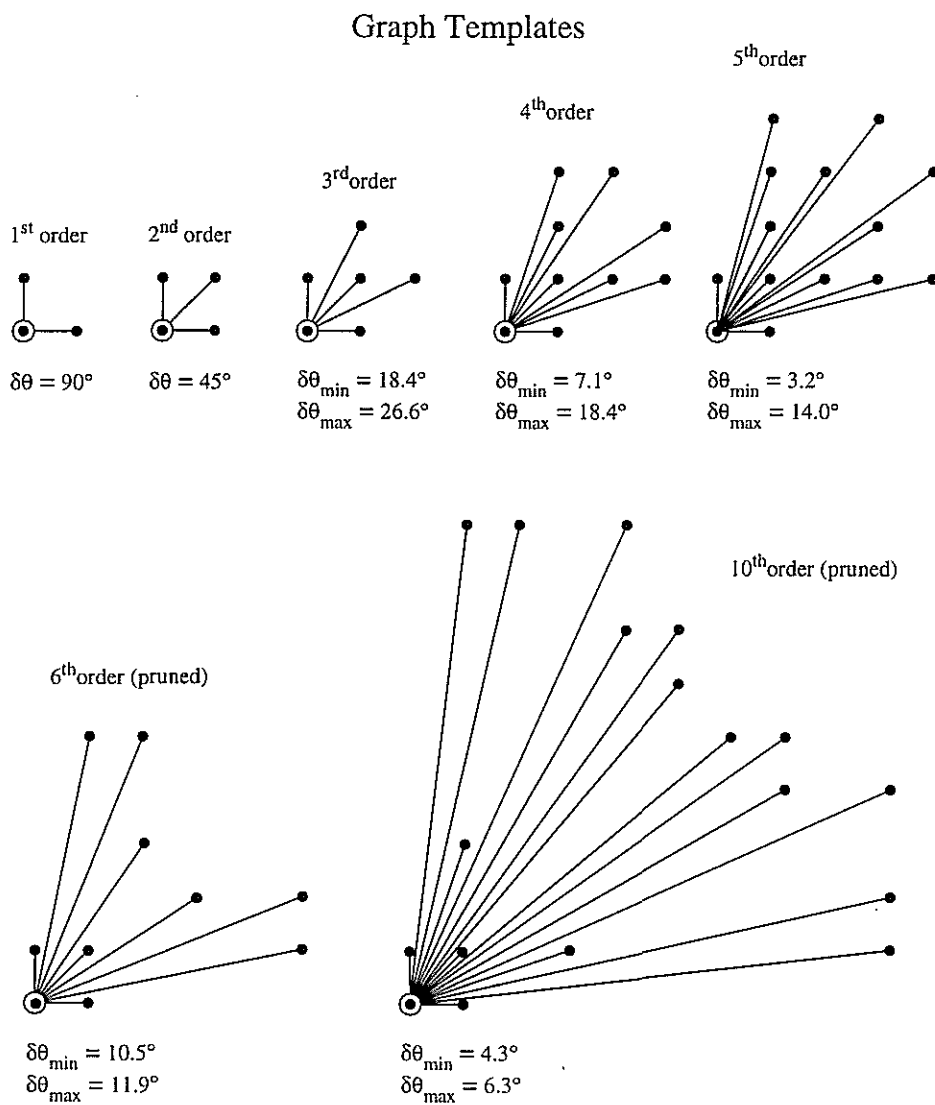 Graph Templates
5th order
4th order
3rd order
1st order
2nd order
δθ = 90°
δθ = 45°
δθmin = 18.4°
δθmax = 26.6°
δθmin = 7.1°
δθmax = 18.4°
δθmin = 3.2°
δθmax = 14.0°
10th order (pruned)
6th order (pruned)
δθmin = 10.5°
δθmax = 11.9°
δθmin = 4.3°
δθmax = 6.3°